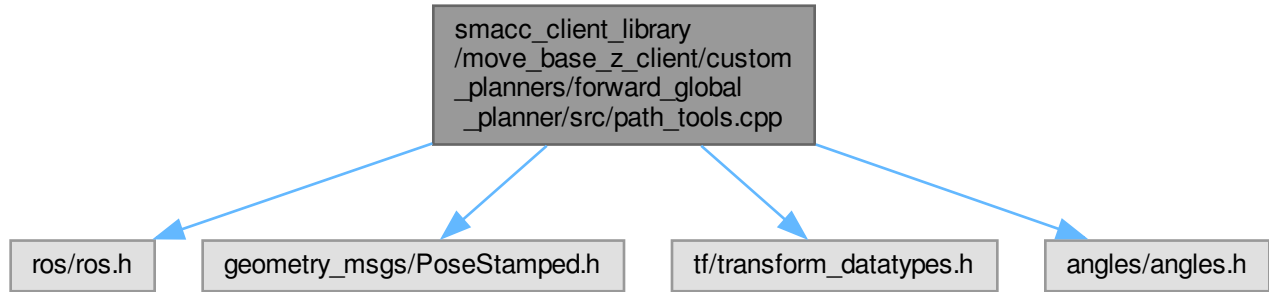 smacc_client_library
/move_base_z_client/custom
_planners/forward_global
_planner/src/path_tools.cpp
ros/ros.h
geometry_msgs/PoseStamped.h
tf/transform_datatypes.h
angles/angles.h